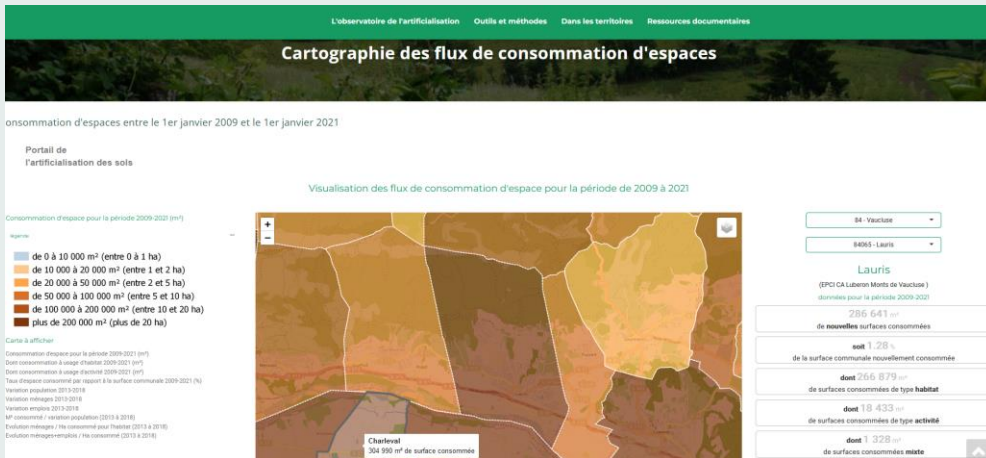 L'observatoire de l'artificialisation Outils et méthodes Dans les territoires Ressources documentaires
Cartographie des flux de consommation d'espaces
onsommation d'espaces entre le 1er janvier 2009 et le 1er janvier 2021
Portail de
l'artificialisation des sols
Visualisation des flux de consommation d'espace pour la période de 2009 à 2021
Consommation d'espace pour la période 2009-2021 (m²)
légende
de 0 à 10 000 m² (entre 0 à 1 ha)
de 10 000 à 20 000 m² (entre 1 et 2 ha)
de 20 000 à 50 000 m² (entre 2 et 5 ha)
de 50 000 à 100 000 m² (entre 5 et 10 ha)
de 100 000 à 200 000 m² (entre 10 et 20 ha)
plus de 200 000 m² (plus de 20 ha)
Carte à afficher
Consommation d'espace pour la période 2009-2021 (m²)
Dont consommation à usage d'habitat 2009-2021 (m²)
Dont consommation à usage d'activité 2009-2021 (m²)
Taux d'espace consommé par rapport à la surface communale 2009-2021 (%)
Variation population 2013-2018
Variation ménages 2013-2018
Variation emplois 2013-2018
M² consommé / variation population (2013 à 2018)
Evolution ménages / Ha consommé pour l'habitat (2013 à 2018)
Evolution ménages+emplois / Ha consommé (2013 à 2018)
+
−
Charleval
304 990 m² de surface consommée
84 - Vaucluse
84065 - Lauris
Lauris
(EPCI CA Luberon Monts de Vaucluse )
données pour la période 2009-2021
286 641 m²
de nouvelles surfaces consommées
soit 1.28 %
de la surface communale nouvellement consommée
dont 266 879 m²
de surfaces consommées de type habitat
dont 18 433 m²
de surfaces consommées de type activité
dont 1 328 m²
de surfaces consommées mixte